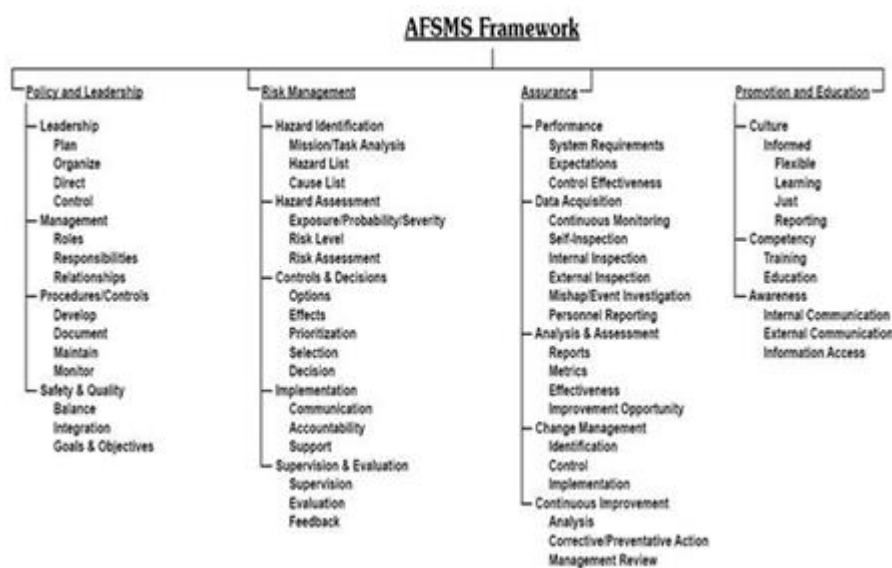 AFSMS Framework
Policy and Leadership
Leadership
Plan
Organize
Direct
Control
Management
Roles
Responsibilities
Relationships
Procedures/Controls
Develop
Document
Maintain
Monitor
Safety & Quality
Balance
Integration
Goals & Objectives
Risk Management
Hazard Identification
Mission/Task Analysis
Hazard List
Cause List
Hazard Assessment
Exposure/Probability/Severity
Risk Level
Risk Assessment
Controls & Decisions
Options
Effects
Prioritization
Selection
Decision
Implementation
Communication
Accountability
Support
Supervision & Evaluation
Supervision
Evaluation
Feedback
Assurance
Performance
System Requirements
Expectations
Control Effectiveness
Data Acquisition
Continuous Monitoring
Self-Inspection
Internal Inspection
External Inspection
Mishap/Event Investigation
Personnel Reporting
Analysis & Assessment
Reports
Metrics
Effectiveness
Improvement Opportunity
Change Management
Identification
Control
Implementation
Continuous Improvement
Analysis
Corrective/Preventative Action
Management Review
Promotion and Education
Culture
Informed
Flexible
Learning
Just
Reporting
Competency
Training
Education
Awareness
Internal Communication
External Communication
Information Access